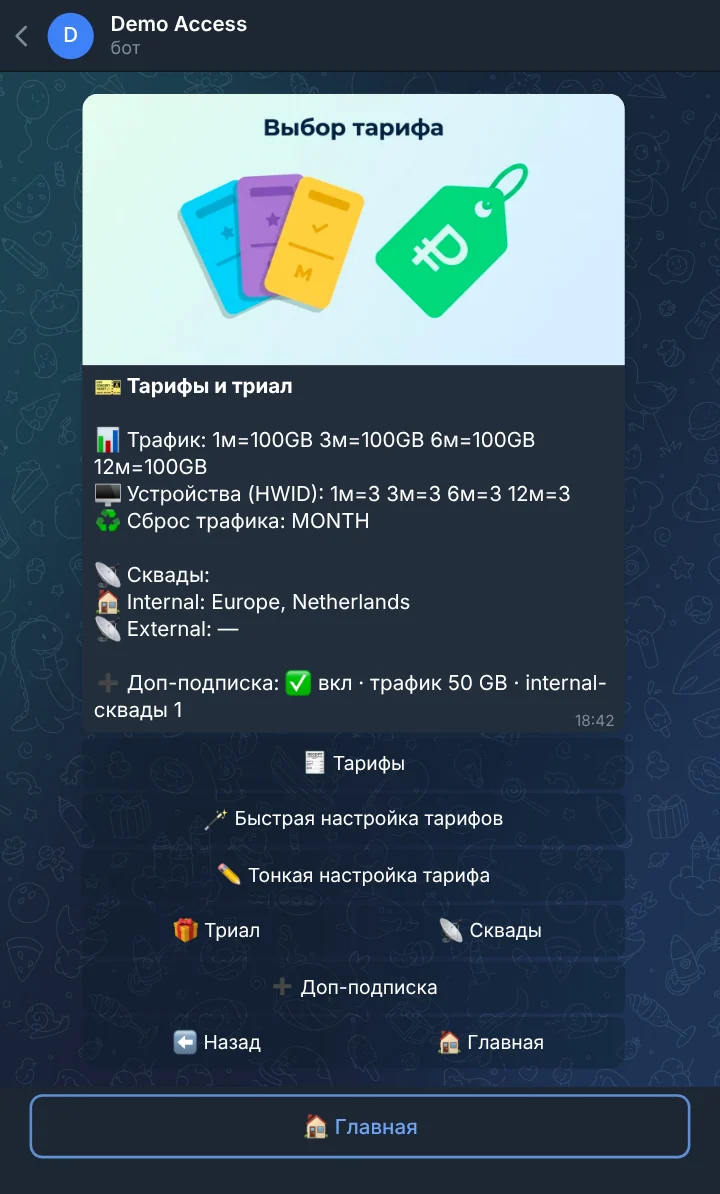 D
Demo Access
бот
Выбор тарифа
M
₽
🎫 Тарифы и триал
📊 Трафик: 1м=100GB 3м=100GB 6м=100GB
12м=100GB
🖥️ Устройства (HWID): 1м=3 3м=3 6м=3 12м=3
♻️ Сброс трафика: MONTH
📡 Сквады:
🏠 Internal: Europe, Netherlands
📡 External: —
➕ Доп-подписка: ✅ вкл · трафик 50 GB · internal-
сквады 1
18:42
🧾 Тарифы
🪄 Быстрая настройка тарифов
✏️ Тонкая настройка тарифа
🎁 Триал
📡 Сквады
➕ Доп-подписка
⬅️ Назад
🏠 Главная
🏠 Главная